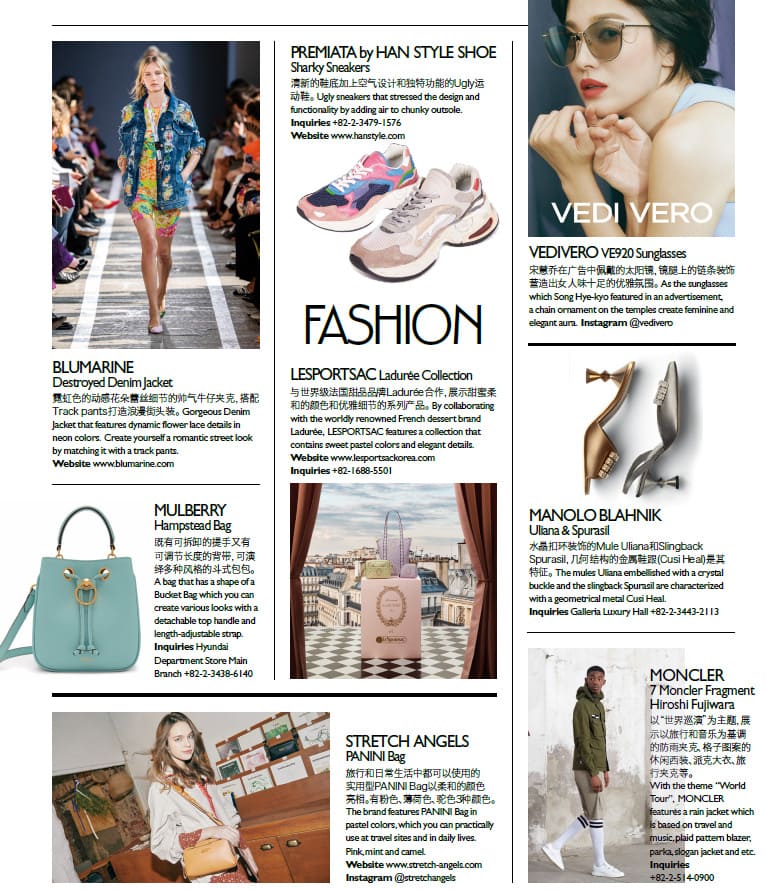 BLUMARINE
Destroyed Denim Jacket
霓虹色的动感花朵蕾丝细节的帅气牛仔夹克, 搭配
Track pants打造浪漫街头装。Gorgeous Denim
Jacket that features dynamic flower lace details in
neon colors. Create yourself a romantic street look
by matching it with a track pants.
Website www.blumarine.com
MULBERRY
Hampstead Bag
既有可拆卸的提手又有
可调节长度的背带, 可演
绎多种风格的斗式包包。
A bag that has a shape of a
Bucket Bag which you can
create various looks with a
detachable top handle and
length-adjustable strap.
Inquiries Hyundai
Department Store Main
Branch +82-2-3438-6140
PREMIATA by HAN STYLE SHOE
Sharky Sneakers
清新的鞋底加上空气设计和独特功能的Ugly运
动鞋。Ugly sneakers that stressed the design and
functionality by adding air to chunky outsole.
Inquiries +82-2-3479-1576
Website www.hanstyle.com
FASHION
LESPORTSAC Ladurée Collection
与世界级法国甜品品牌Ladurée合作, 展示甜蜜柔
和的颜色和优雅细节的系列产品。By collaborating
with the worldly renowned French dessert brand
Ladurée, LESPORTSAC features a collection that
contains sweet pastel colors and elegant details.
Website www.lesportsackorea.com
Inquiries +82-1688-5501
LeSportsac
VEDI VERO
VEDIVERO VE920 Sunglasses
宋慧乔在广告中佩戴的太阳镜, 镜腿上的链条装饰
营造出女人味十足的优雅氛围。As the sunglasses
which Song Hye-kyo featured in an advertisement,
a chain ornament on the temples create feminine and
elegant aura. Instagram @vedivero
MANOLO BLAHNIK
Uliana & Spurasil
水晶扣环装饰的Mule Uliana和Slingback
Spurasil, 几何结构的金属鞋跟(Cusi Heal)是其
特征。The mules Uliana embellished with a crystal
buckle and the slingback Spurasil are characterized
with a geometrical metal Cusi Heal.
Inquiries Galleria Luxury Hall +82-2-3443-2113
STRETCH ANGELS
PANINI Bag
旅行和日常生活中都可以使用的
实用型PANINI Bag以柔和的颜色
亮相。有粉色、薄荷色、驼色3种颜色。
The brand features PANINI Bag in
pastel colors, which you can practically
use at travel sites and in daily lives.
Pink, mint and camel.
Website www.stretch-angels.com
Instagram @stretchangels
MONCLER
7 Moncler Fragment
Hiroshi Fujiwara
以“世界巡演”为主题, 展
示以旅行和音乐为基调
的防雨夹克、格子图案的
休闲西装、派克大衣、旅
行夹克等。
With the theme “World
Tour”, MONCLER
features a rain jacket which
is based on travel and
music, plaid pattern blazer,
parka, slogan jacket and etc.
Inquiries
+82-2-514-0900